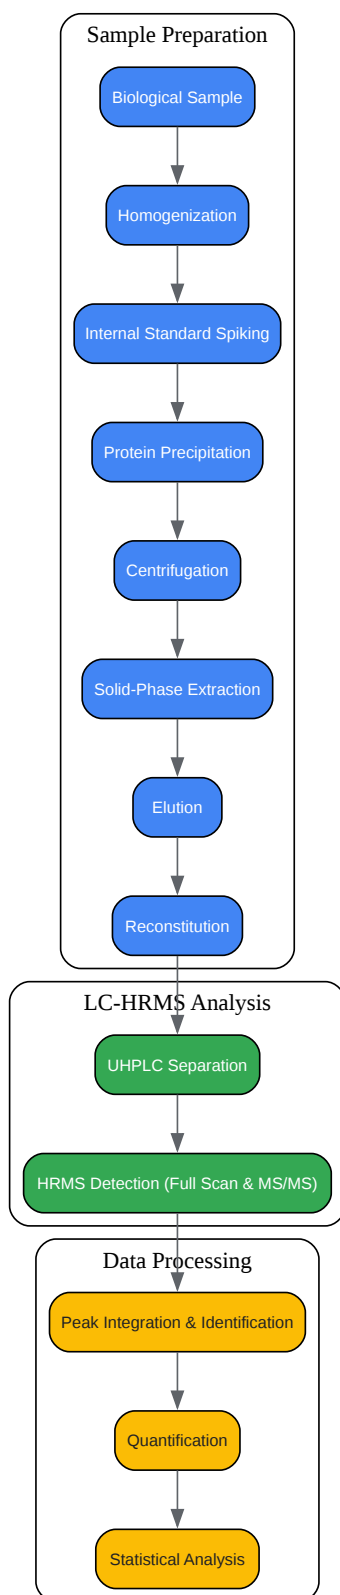 Sample Preparation
Biological Sample
Homogenization
Internal Standard Spiking
Protein Precipitation
Centrifugation
Solid-Phase Extraction
Elution
Reconstitution
LC-HRMS Analysis
UHPLC Separation
HRMS Detection (Full Scan & MS/MS)
Data Processing
Peak Integration & Identification
Quantification
Statistical Analysis